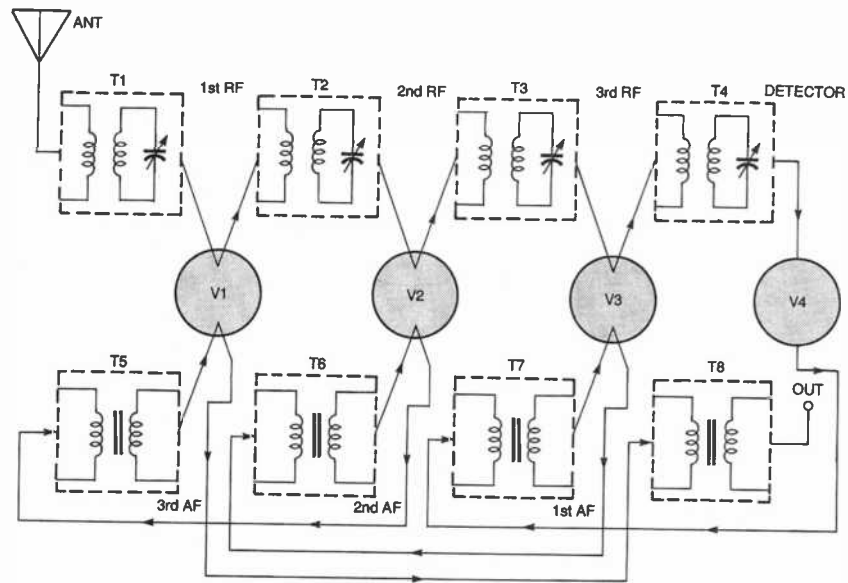 ANT
T1
1st RF
T2
2nd RF
T3
3rd RF
T4
DETECTOR
V1
V2
V3
V4
T5
T6
T7
T8
OUT
3rd AF
2nd AF
1st AF